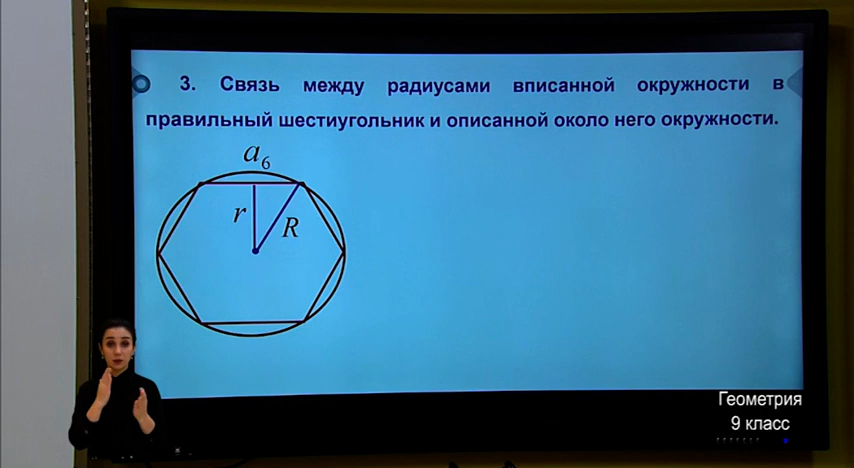 3. Связь между радиусами вписанной окружности в
правильный шестиугольник и описанной около него окружности.
a₆
r
R
Геометрия
9 класс